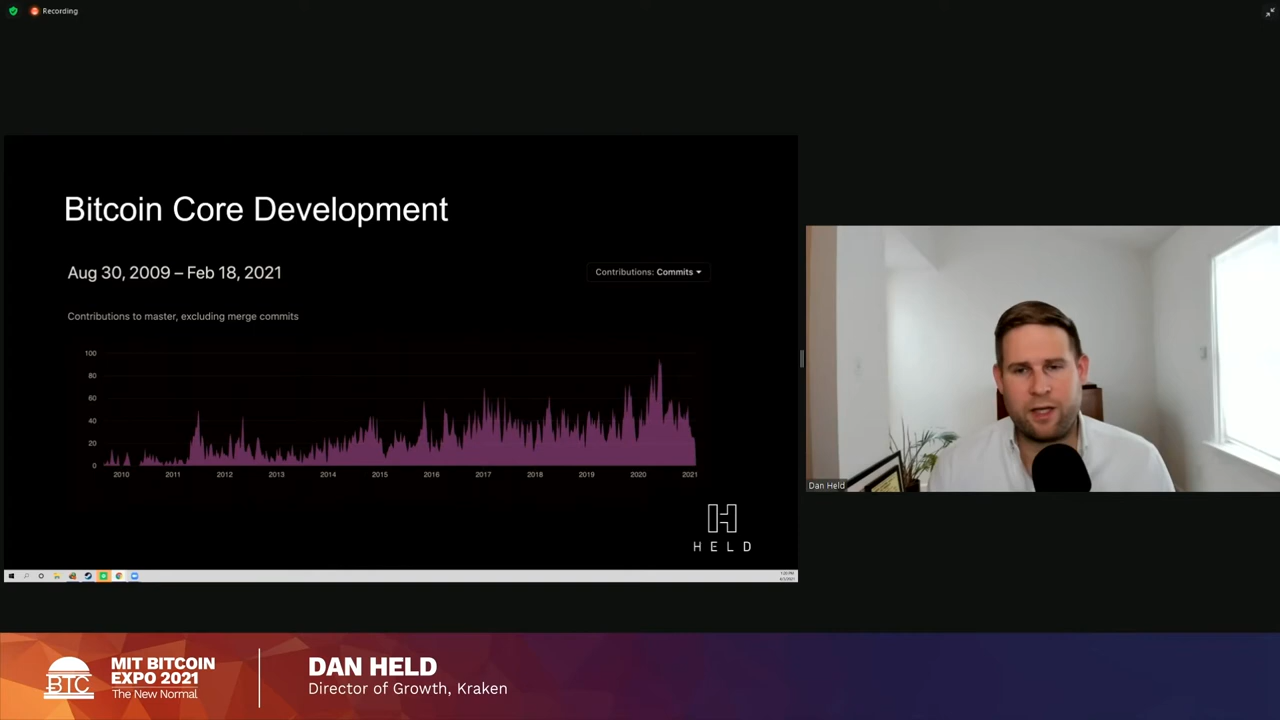 Recording
Bitcoin Core Development
Aug 30, 2009 – Feb 18, 2021
Contributions: Commits
Contributions to master, excluding merge commits
100
80
60
40
20
0
2010 2011 2012 2013 2014 2015 2016 2017 2018 2019 2020 2021
HELD
Dan Held
BTC
MIT BITCOIN
EXPO 2021
The New Normal
DAN HELD
Director of Growth, Kraken